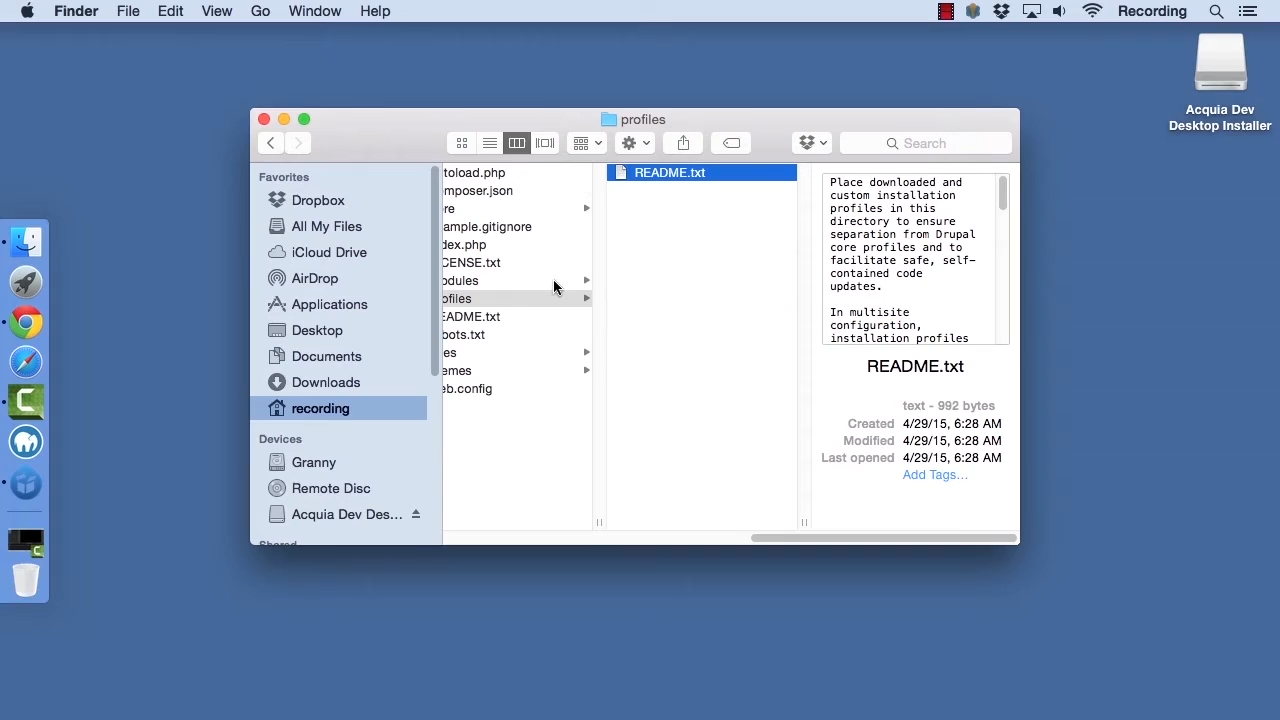 Finder File Edit View Go Window Help Recording
Acquia Dev
Desktop Installer
profiles
Search
Favorites
Dropbox
All My Files
iCloud Drive
AirDrop
Applications
Desktop
Documents
Downloads
recording
Devices
Granny
Remote Disc
Acquia Dev Des...
Shared
toload.php
mposer.json
re
ample.gitignore
dex.php
CENSE.txt
odules
ofiles
EADME.txt
bots.txt
es
emes
eb.config
README.txt
Place downloaded and
custom installation
profiles in this
directory to ensure
separation from Drupal
core profiles and to
facilitate safe, self-
contained code
updates.
In multisite
configuration,
installation profiles
README.txt
text - 992 bytes
Created 4/29/15, 6:28 AM
Modified 4/29/15, 6:28 AM
Last opened 4/29/15, 6:28 AM
Add Tags...